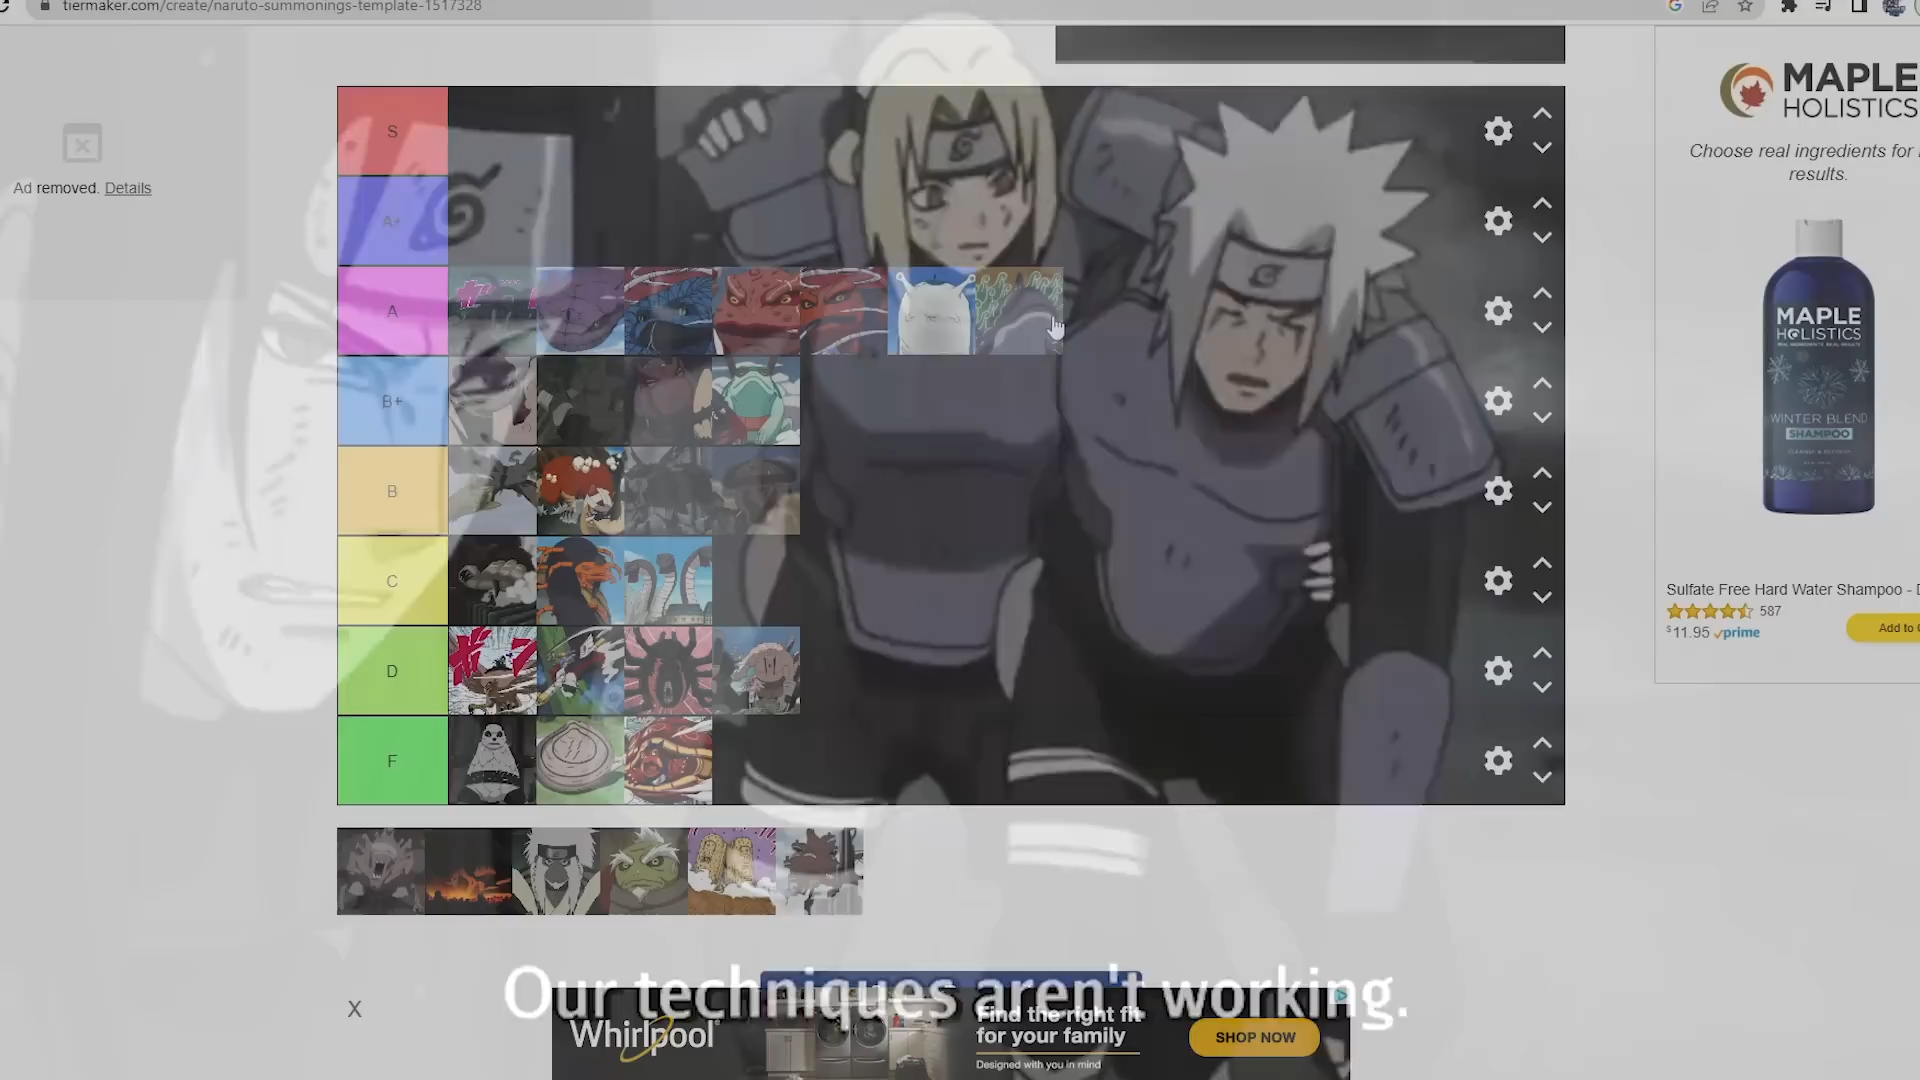 tiermaker.com/create/naruto-summonings-template-1517328
Ad removed. Details
S
A+
A
B+
B
C
D
F
MAPLE
HOLISTICS
Choose real ingredients for
results.
MAPLE
HOLISTICS
WINTER BLEND
SHAMPOO
Sulfate Free Hard Water Shampoo -
587
$11.95 prime
Add to
X
Our techniques aren't working.
Whirlpool
Find the right fit
for your family
Designed with you in mind
SHOP NOW